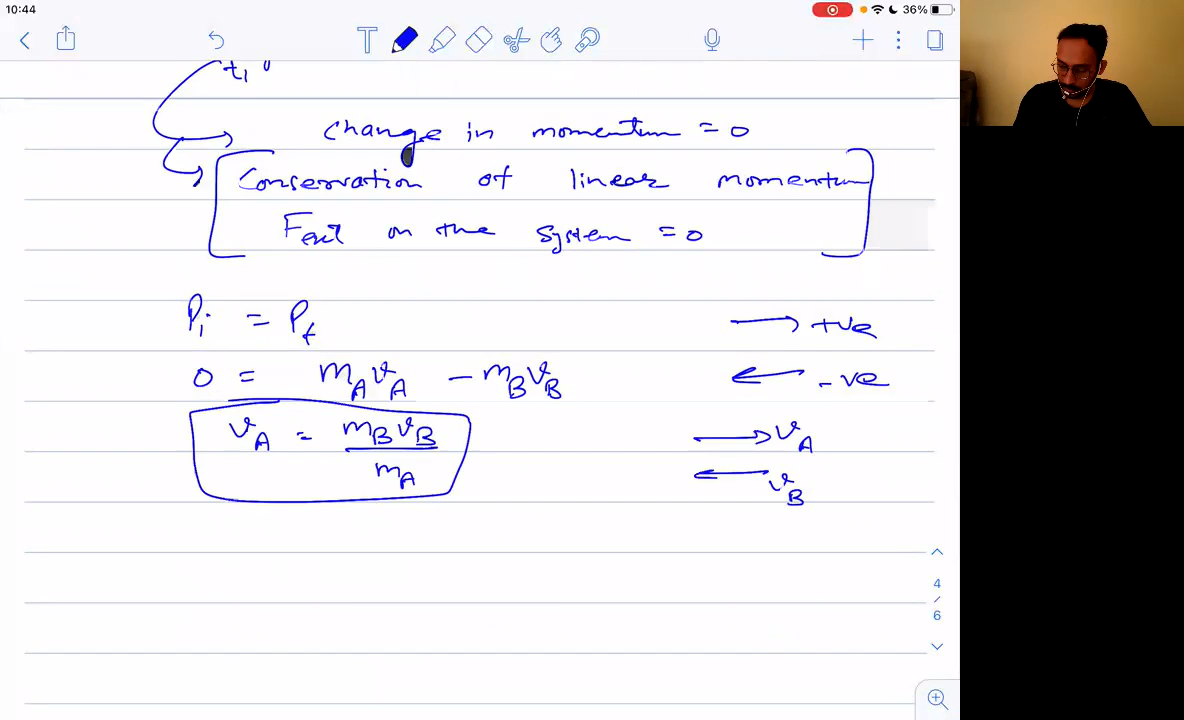 10:44
36%
T
t₁
change in momentum = 0
Conservation of linear momentum
Fext on the system = 0
Pi = Pf
→ +ve
0 = mAvA - mBvB
← -ve
vA = mBvB / mA
→ vA
← vB
4
/
6